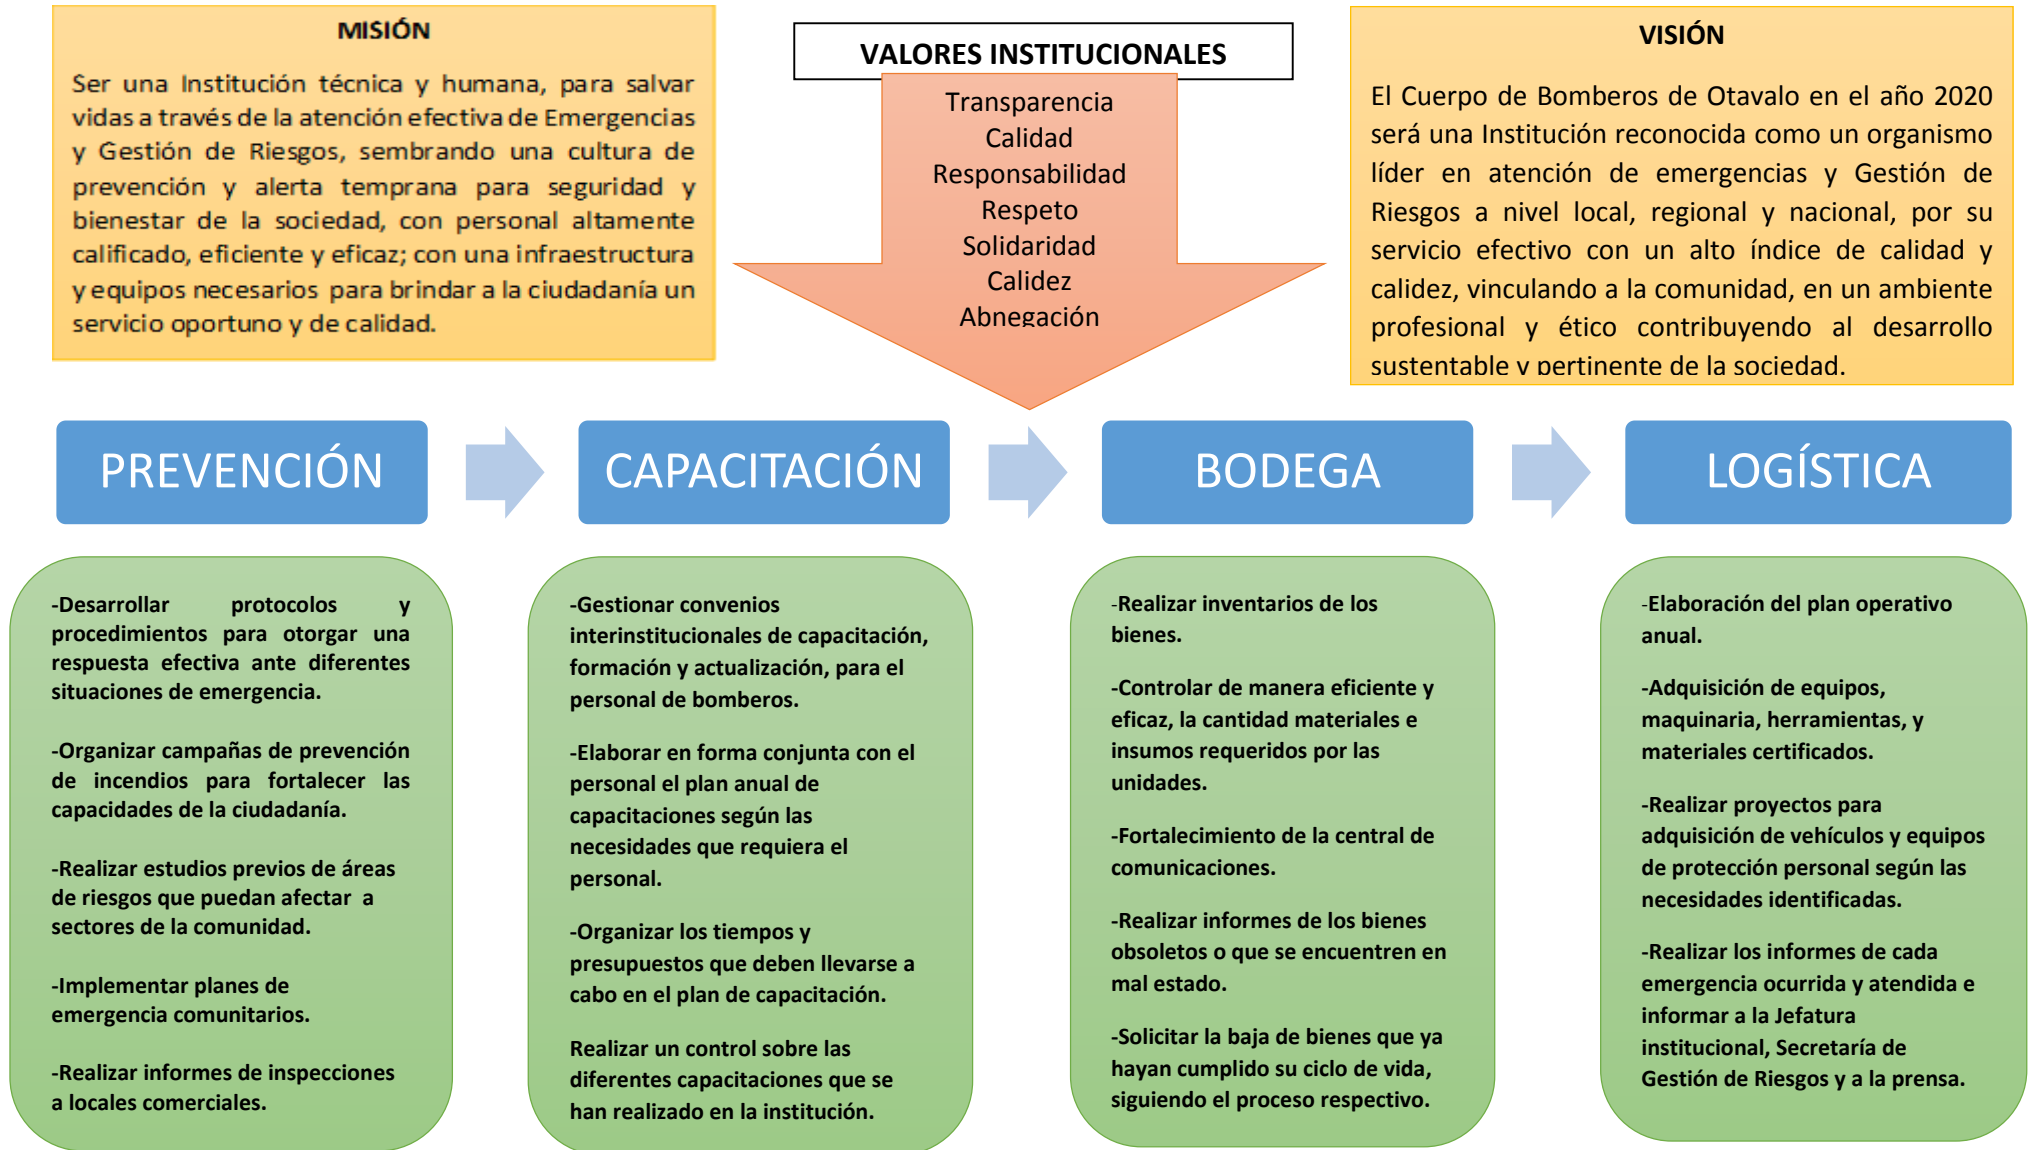 MISIÓN
Ser una Institución técnica y humana, para salvar
vidas a través de la atención efectiva de Emergencias
y Gestión de Riesgos, sembrando una cultura de
prevención y alerta temprana para seguridad y
bienestar de la sociedad, con personal altamente
calificado, eficiente y eficaz; con una infraestructura
y equipos necesarios para brindar a la ciudadanía un
servicio oportuno y de calidad.
VALORES INSTITUCIONALES
Transparencia
Calidad
Responsabilidad
Respeto
Solidaridad
Calidez
Abnegación
VISIÓN
El Cuerpo de Bomberos de Otavalo en el año 2020
será una Institución reconocida como un organismo
líder en atención de emergencias y Gestión de
Riesgos a nivel local, regional y nacional, por su
servicio efectivo con un alto índice de calidad y
calidez, vinculando a la comunidad, en un ambiente
profesional y ético contribuyendo al desarrollo
sustentable y pertinente de la sociedad.
PREVENCIÓN
CAPACITACIÓN
BODEGA
LOGÍSTICA
-Desarrollar protocolos y
procedimientos para otorgar una
respuesta efectiva ante diferentes
situaciones de emergencia.
-Organizar campañas de prevención
de incendios para fortalecer las
capacidades de la ciudadanía.
-Realizar estudios previos de áreas
de riesgos que puedan afectar a
sectores de la comunidad.
-Implementar planes de
emergencia comunitarios.
-Realizar informes de inspecciones
a locales comerciales.
-Gestionar convenios
interinstitucionales de capacitación,
formación y actualización, para el
personal de bomberos.
-Elaborar en forma conjunta con el
personal el plan anual de
capacitaciones según las
necesidades que requiera el
personal.
-Organizar los tiempos y
presupuestos que deben llevarse a
cabo en el plan de capacitación.
Realizar un control sobre las
diferentes capacitaciones que se
han realizado en la institución.
-Realizar inventarios de los
bienes.
-Controlar de manera eficiente y
eficaz, la cantidad materiales e
insumos requeridos por las
unidades.
-Fortalecimiento de la central de
comunicaciones.
-Realizar informes de los bienes
obsoletos o que se encuentren en
mal estado.
-Solicitar la baja de bienes que ya
hayan cumplido su ciclo de vida,
siguiendo el proceso respectivo.
-Elaboración del plan operativo
anual.
-Adquisición de equipos,
maquinaria, herramientas, y
materiales certificados.
-Realizar proyectos para
adquisición de vehículos y equipos
de protección personal según las
necesidades identificadas.
-Realizar los informes de cada
emergencia ocurrida y atendida e
informar a la Jefatura
institucional, Secretaría de
Gestión de Riesgos y a la prensa.